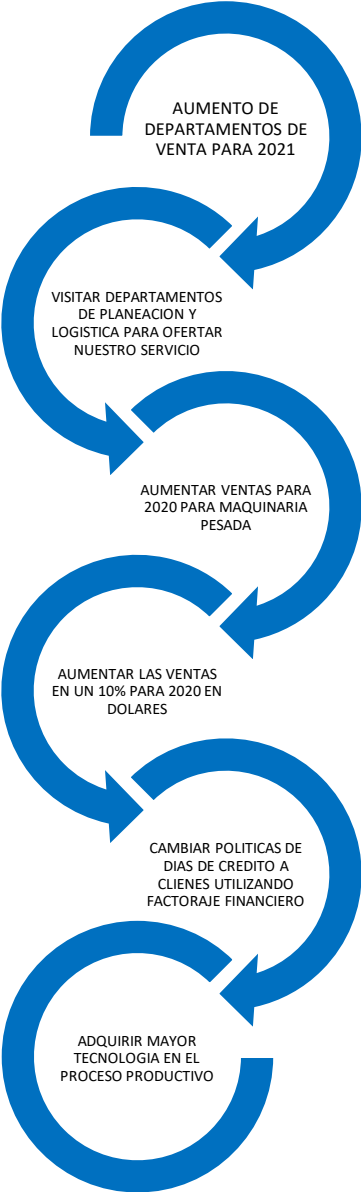 AUMENTO DE
DEPARTAMENTOS DE
VENTA PARA 2021
VISITAR DEPARTAMENTOS
DE PLANEACION Y
LOGISTICA PARA OFERTAR
NUESTRO SERVICIO
AUMENTAR VENTAS PARA
2020 PARA MAQUINARIA
PESADA
AUMENTAR LAS VENTAS
EN UN 10% PARA 2020 EN
DOLARES
CAMBIAR POLITICAS DE
DIAS DE CREDITO A
CLIENES UTILIZANDO
FACTORAJE FINANCIERO
ADQUIRIR MAYOR
TECNOLOGIA EN EL
PROCESO PRODUCTIVO